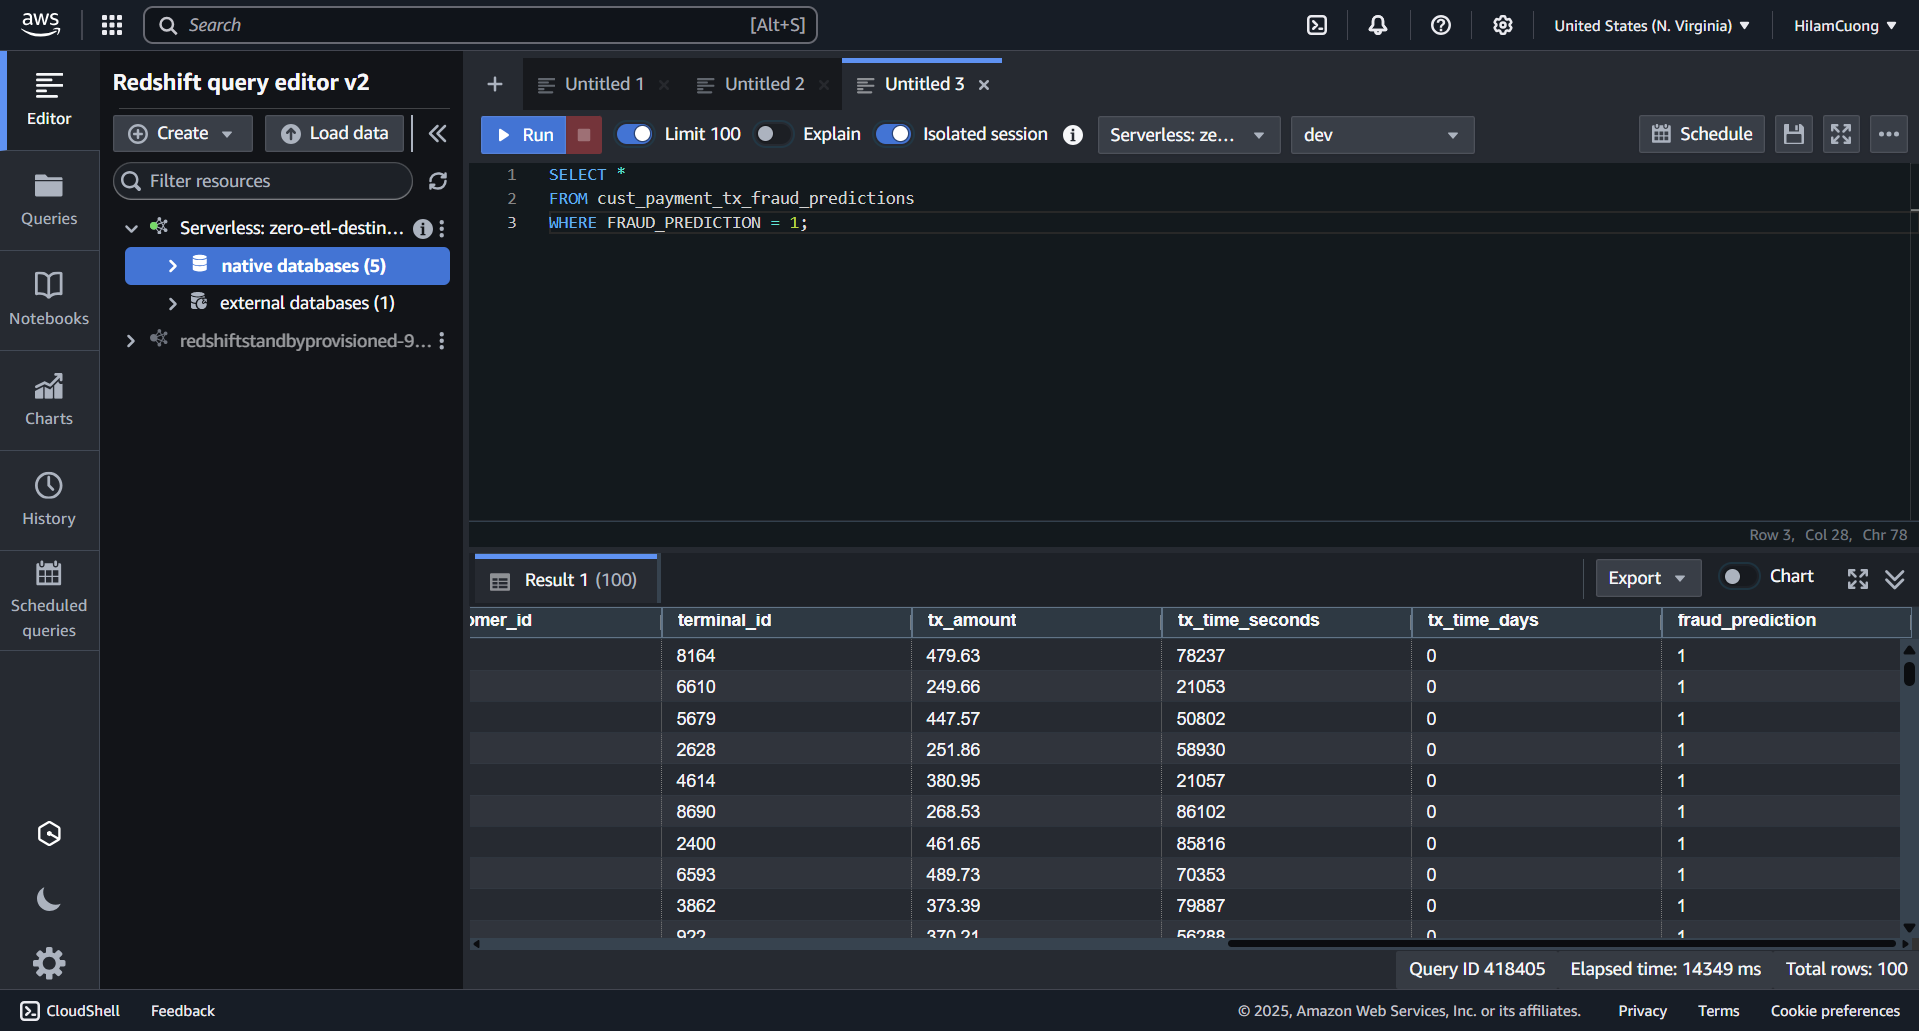 aws
Search [Alt+S]
United States (N. Virginia)
HilamCuong
Editor
Queries
Notebooks
Charts
History
Scheduled
queries
Redshift query editor v2
Create
Load data
Filter resources
Serverless: zero-etl-destin...
native databases (5)
external databases (1)
redshiftstandbyprovisioned-9...
Untitled 1
Untitled 2
Untitled 3
Run
Limit 100
Explain
Isolated session
Serverless: ze...
dev
Schedule
1 SELECT *
2 FROM cust_payment_tx_fraud_predictions
3 WHERE FRAUD_PREDICTION = 1;
Row 3, Col 28, Chr 78
Result 1 (100)
Export
Chart
omer_id terminal_id tx_amount tx_time_seconds tx_time_days fraud_prediction
8164 479.63 78237 0 1
6610 249.66 21053 0 1
5679 447.57 50802 0 1
2628 251.86 58930 0 1
4614 380.95 21057 0 1
8690 268.53 86102 0 1
2400 461.65 85816 0 1
6593 489.73 70353 0 1
3862 373.39 79887 0 1
922 370.21 56288 0 1
Query ID 418405 Elapsed time: 14349 ms Total rows: 100
CloudShell Feedback
© 2025, Amazon Web Services, Inc. or its affiliates. Privacy Terms Cookie preferences